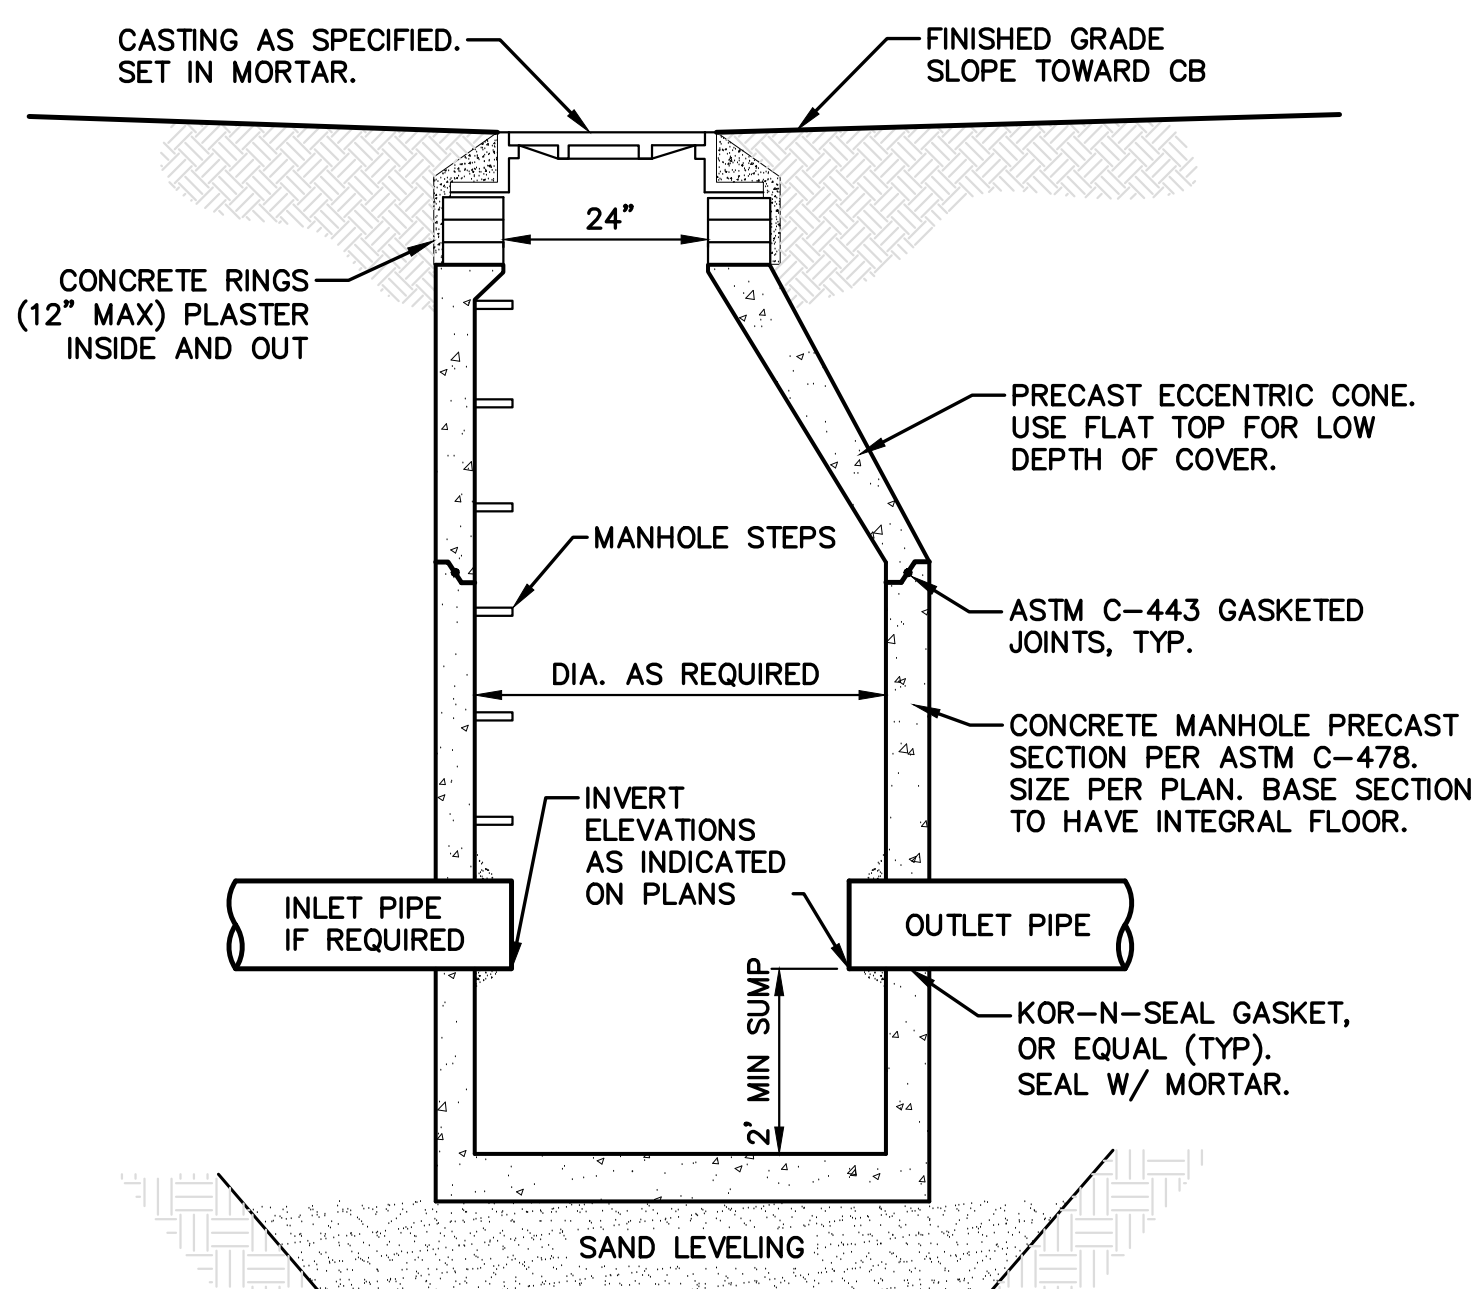 CASTING AS SPECIFIED.
SET IN MORTAR.
FINISHED GRADE
SLOPE TOWARD CB
24"
CONCRETE RINGS
(12" MAX) PLASTER
INSIDE AND OUT
PRECAST ECCENTRIC CONE.
USE FLAT TOP FOR LOW
DEPTH OF COVER.
MANHOLE STEPS
ASTM C-443 GASKETED
JOINTS, TYP.
DIA. AS REQUIRED
CONCRETE MANHOLE PRECAST
SECTION PER ASTM C-478.
SIZE PER PLAN. BASE SECTION
TO HAVE INTEGRAL FLOOR.
INVERT
ELEVATIONS
AS INDICATED
ON PLANS
INLET PIPE
IF REQUIRED
OUTLET PIPE
2' MIN SUMP
KOR-N-SEAL GASKET,
OR EQUAL (TYP).
SEAL W/ MORTAR.
SAND LEVELING